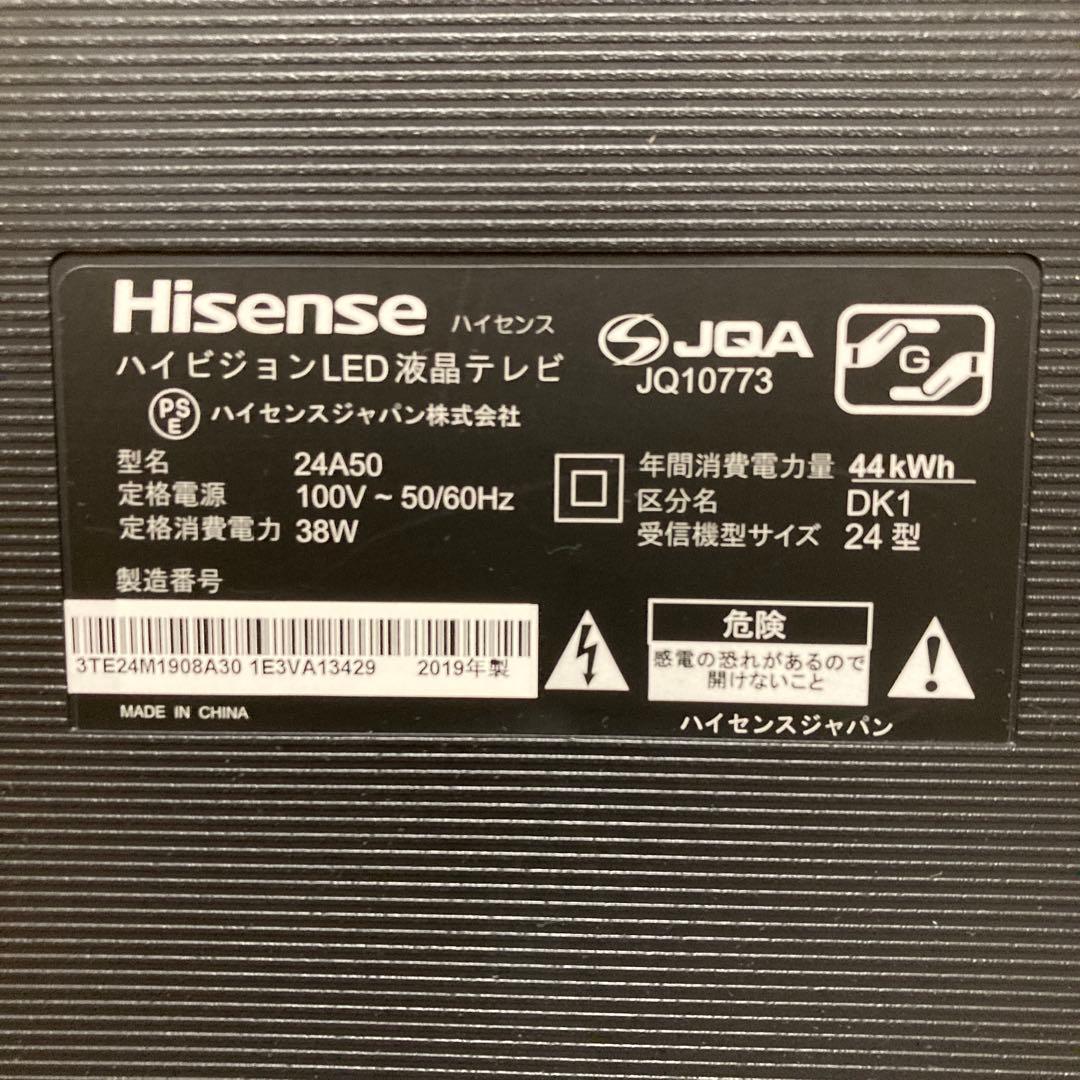 Hisense ハイセンス
ハイビジョンLED液晶テレビ
PSE ハイセンスジャパン株式会社
JQA
JQ10773
G
型名 24A50
定格電源 100V ~ 50/60Hz
定格消費電力 38W
年間消費電力量 44kWh
区分名 DK1
受信機型サイズ 24型
製造番号
3TE24M1908A30 1E3VA13429 2019年製
MADE IN CHINA
危険
感電の恐れがあるので
開けないこと
ハイセンスジャパン